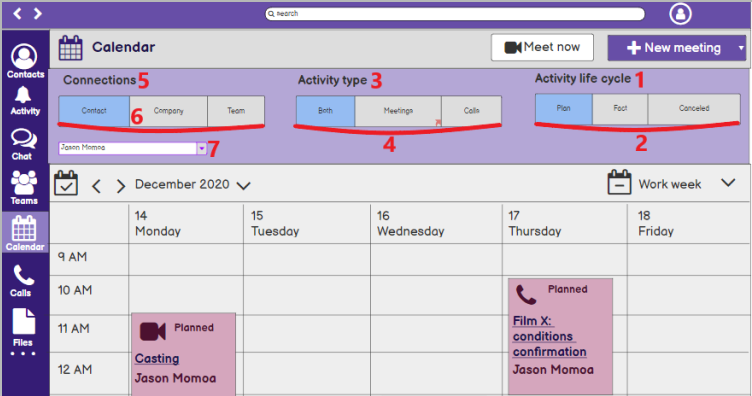 search
Contacts
Activity
Chat
Teams
Calendar
Calls
Files
Calendar
Meet now
New meeting
Connections 5
Activity type 3
Activity life cycle 1
Contact
6
Company
Team
Birth
Meetings
Calls
Plan
Fact
Canceled
4
2
Jason Momoa
7
December 2020
Work week
14
Monday
15
Tuesday
16
Wednesday
17
Thursday
18
Friday
9 AM
10 AM
11 AM
12 AM
Planned
Casting
Jason Momoa
Planned
Film X:
conditions
confirmation
Jason Momoa